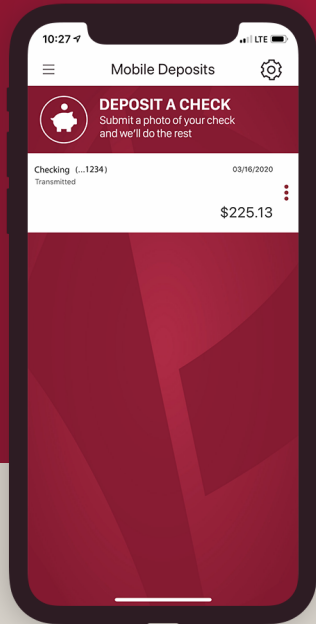 10:27
LTE
Mobile Deposits
DEPOSIT A CHECK
Submit a photo of your check
and we'll do the rest
Checking (...1234)
03/16/2020
Transmitted
$225.13